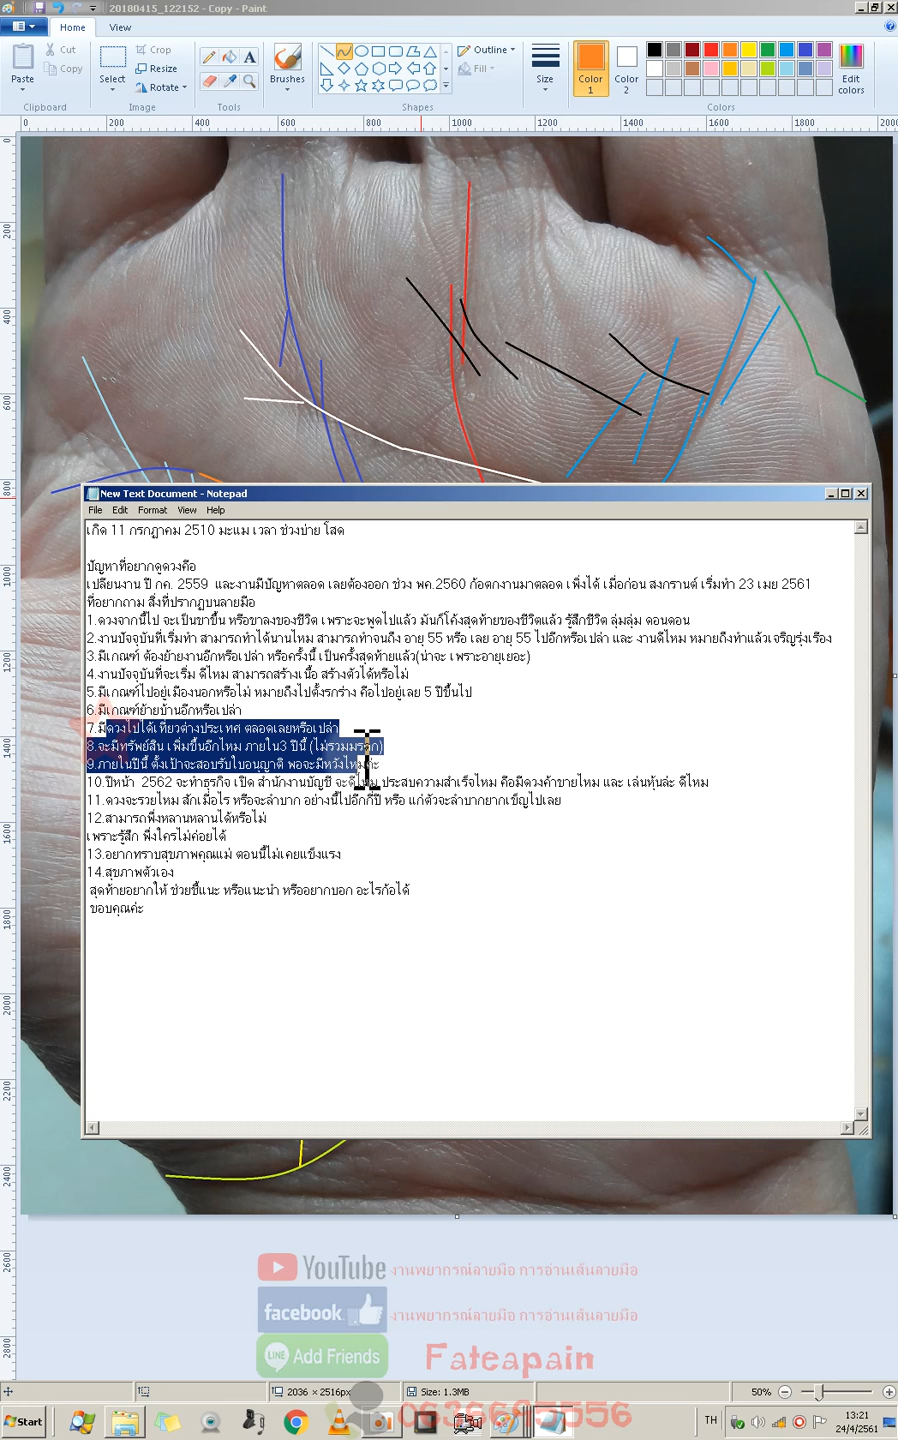 20180415_122152 - Copy - Paint
Home
View
Paste
Cut
Copy
Clipboard
Select
Crop
Resize
Rotate
Image
A
Tools
Brushes
Outline
Fill
Shapes
Size
Color 1
Color 2
Edit colors
Colors
0 200 400 600 800 1000 1200 1400 1600 1800 2000
0
200
400
600
800
1000
1200
1400
1600
1800
2000
2200
2400
2600
2800
New Text Document - Notepad
File Edit Format View Help
เกิด 11 กรกฎาคม 2510 มะแม เวลา ช่วงบ่าย โสด
ปัญหาที่อยากดูดวงคือ
เปลี่ยนงาน ปี กค. 2559 และงานมีปัญหาตลอด เลยต้องออก ช่วง พค.2560 ก้อตกงานมาตลอด เพิ่งได้ เมื่อก่อน สงกรานต์ เริ่มทำ 23 เมย 2561
ที่อยากถาม สิ่งที่ปรากฏบนลายมือ
1.ดวงจากนี้ไป จะเป็นขาขึ้น หรือขาลงของชีวิต เพราะจะพูดไปแล้ว มันก็โค้งสุดท้ายของชีวิตแล้ว รู้สึกชีวิต ลุ่มลุ่ม ดอนดอน
2.งานปัจจุบันที่เริ่มทำ สามารถทำได้นานไหม สามารถทำจนถึง อายุ 55 หรือ เลย อายุ 55 ไปอีกหรือเปล่า และ งานดีไหม หมายถึงทำแล้วเจริญรุ่งเรือง
3.มีเกณฑ์ ต้องย้ายงานอีกหรือเปล่า หรือครั้งนี้ เป็นครั้งสุดท้ายแล้ว(น่าจะ เพราะอายุเยอะ)
4.งานปัจจุบันที่จะเริ่ม ดีไหม สามารถสร้างเนื้อ สร้างตัวได้หรือไม่
5.มีเกณฑ์ไปอยู่เมืองนอกหรือไม่ หมายถึงไปตั้งรกร่าง คือไปอยู่เลย 5 ปีขึ้นไป
6.มีเกณฑ์ย้ายบ้านอีกหรือเปล่า
7.มีดวงไปได้เที่ยวต่างประเทศ ตลอดเลยหรือเปล่า
8.จะมีทรัพย์สิน เพิ่มขึ้นอีกไหม ภายใน3 ปีนี้ (ไม่รวมมรดก)
9.ภายในปีนี้ ตั้งเป้าจะสอบรับใบอนุญาติ พอจะมีหวังไหมค่ะ
10.ปีหน้า 2562 จะทำธุรกิจ เปิด สำนักงานบัญชี จะดีไหม ประสบความสำเร็จไหม คือมีดวงค้าขายไหม และ เล่นหุ้นล่ะ ดีไหม
11.ดวงจะรวยไหม สักเมื่อไร หรือจะลำบาก อย่างนี้ไปอีกกี่ปี หรือ แก่ตัวจะลำบากยากเข็ญไปเลย
12.สามารถพึ่งหลานหลานได้หรือไม่
เพราะรู้สึก พึ่งใครไม่ค่อยได้
13.อยากทราบสุขภาพคุณแม่ ตอนนี้ไม่เคยแข็งแรง
14.สุขภาพตัวเอง
สุดท้ายอยากให้ ช่วยชี้แนะ หรือแนะนำ หรืออยากบอก อะไรก้อได้
ขอบคุณค่ะ
YouTube งานพยากรณ์ลายมือ การอ่านเส้นลายมือ
facebook งานพยากรณ์ลายมือ การอ่านเส้นลายมือ
LINE Add Friends Fateapain
2036 × 2516px
Size: 1.3MB
50%
Start
TH
13:21
24/4/2561